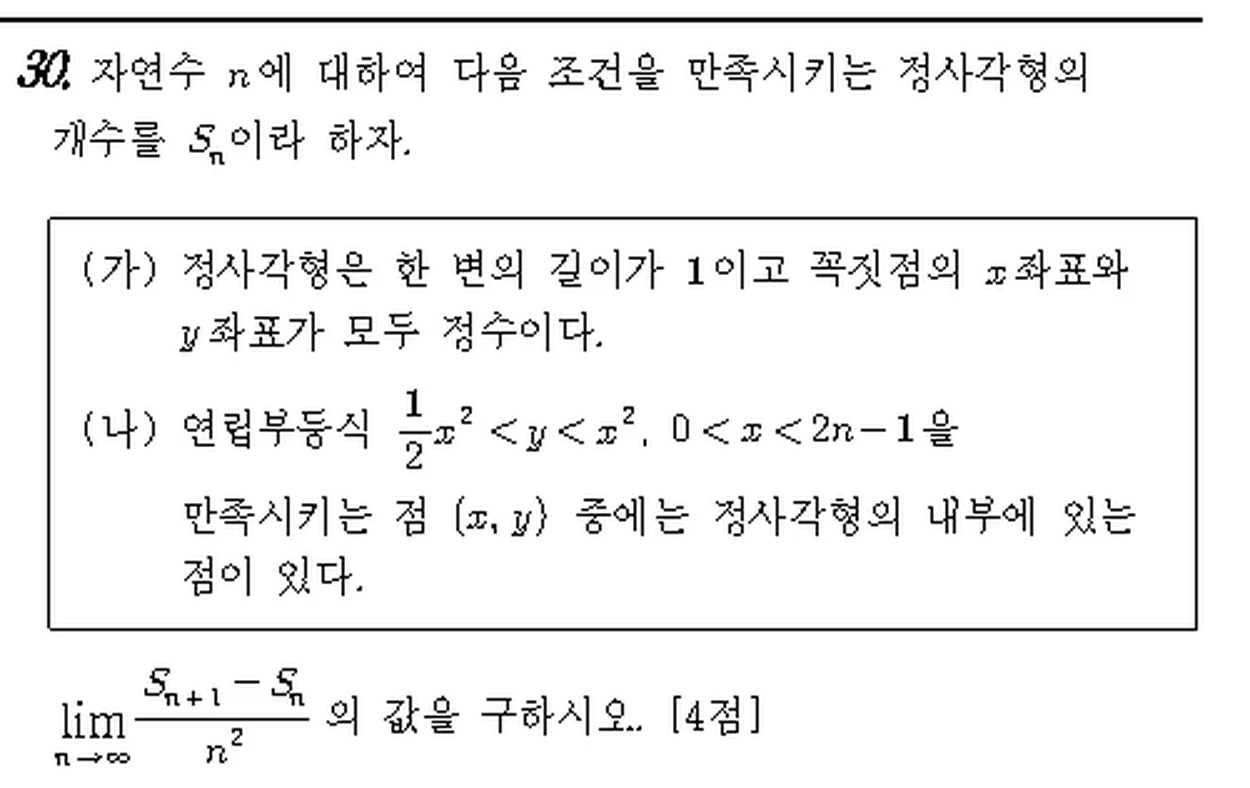 30. 자연수 n에 대하여 다음 조건을 만족시키는 정사각형의
개수를 Sₙ이라 하자.
(가) 정사각형은 한 변의 길이가 1이고 꼭짓점의 x좌표와
y좌표가 모두 정수이다.
(나) 연립부등식 1/2 x² < y < x², 0 < x < 2n-1을
만족시키는 점 (x, y) 중에는 정사각형의 내부에 있는
점이 있다.
lim_{n→∞} (Sₙ₊₁ - Sₙ)/n² 의 값을 구하시오.. [4점]